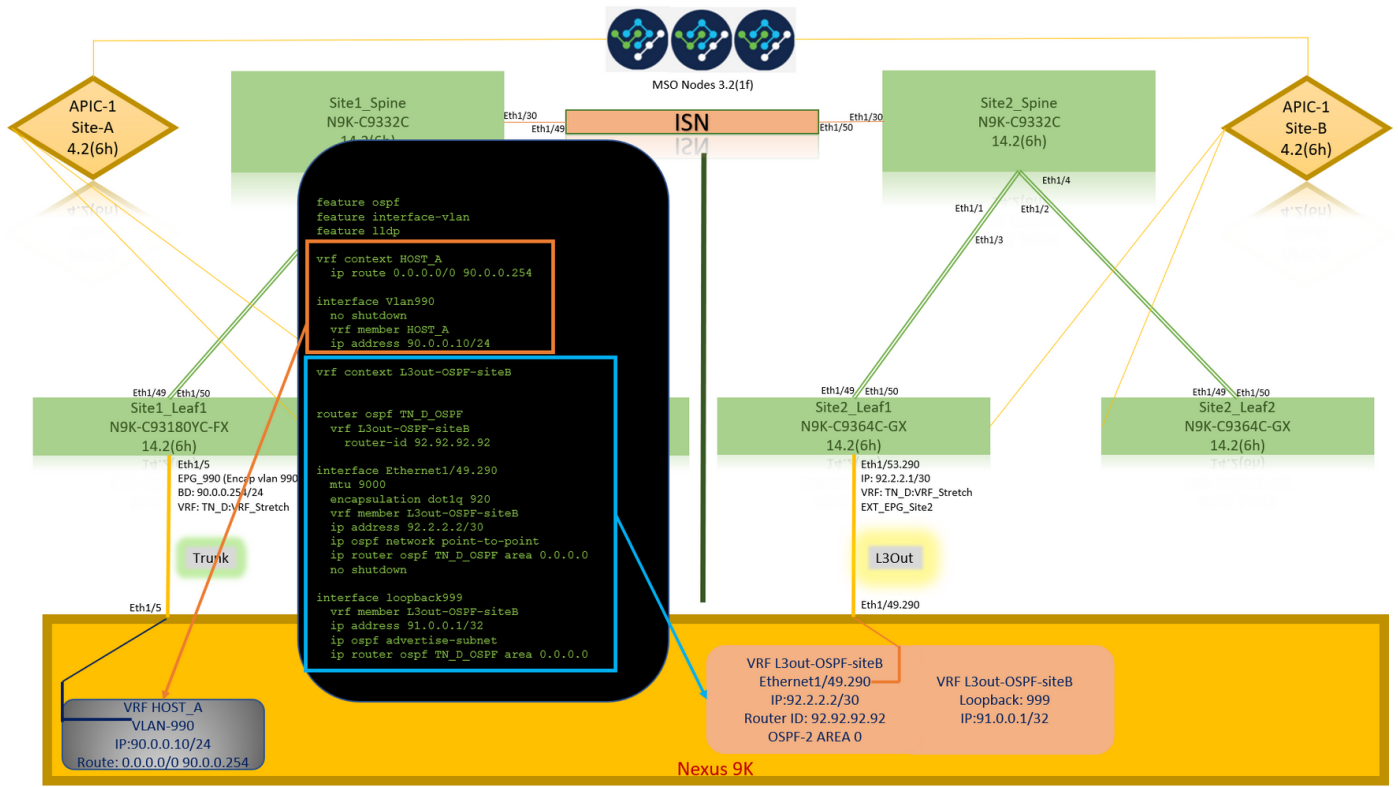 MSO Nodes 3.2(1f)
APIC-1
Site-A
4.2(6h)
Site1_Spine
N9K-C9332C
14.2(6h)
Eth1/30
Eth1/49
ISN
Eth1/30
Eth1/50
Site2_Spine
N9K-C9332C
14.2(6h)
APIC-1
Site-B
4.2(6h)
Eth1/4
Eth1/1
Eth1/2
Eth1/3
feature ospf
feature interface-vlan
feature lldp
vrf context HOST_A
ip route 0.0.0.0/0 90.0.0.254
interface Vlan990
no shutdown
vrf member HOST_A
ip address 90.0.0.10/24
vrf context L3out-OSPF-siteB
router ospf TN_D_OSPF
vrf L3out-OSPF-siteB
router-id 92.92.92.92
interface Ethernet1/49.290
mtu 9000
encapsulation dot1q 920
vrf member L3out-OSPF-siteB
ip address 92.2.2.2/30
ip ospf network point-to-point
ip router ospf TN_D_OSPF area 0.0.0.0
no shutdown
interface loopback999
vrf member L3out-OSPF-siteB
ip address 91.0.0.1/32
ip ospf advertise-subnet
ip router ospf TN_D_OSPF area 0.0.0.0
Eth1/49 Eth1/50
Site1_Leaf1
N9K-C93180YC-FX
14.2(6h)
Eth1/5
EPG_990 (Encap vlan 990
BD: 90.0.0.254/24
VRF: TN_D:VRF_Stretch
Trunk
Eth1/5
Eth1/49 Eth1/50
Site2_Leaf1
N9K-C9364C-GX
14.2(6h)
Eth1/53.290
IP: 92.2.2.1/30
VRF: TN_D:VRF_Stretch
EXT_EPG_Site2
L3Out
Eth1/49.290
Eth1/49 Eth1/50
Site2_Leaf2
N9K-C9364C-GX
14.2(6h)
VRF HOST_A
VLAN-990
IP:90.0.0.10/24
Route: 0.0.0.0/0 90.0.0.254
VRF L3out-OSPF-siteB
Ethernet1/49.290
IP:92.2.2.2/30
Router ID: 92.92.92.92
OSPF-2 AREA 0
VRF L3out-OSPF-siteB
Loopback: 999
IP:91.0.0.1/32
Nexus 9K